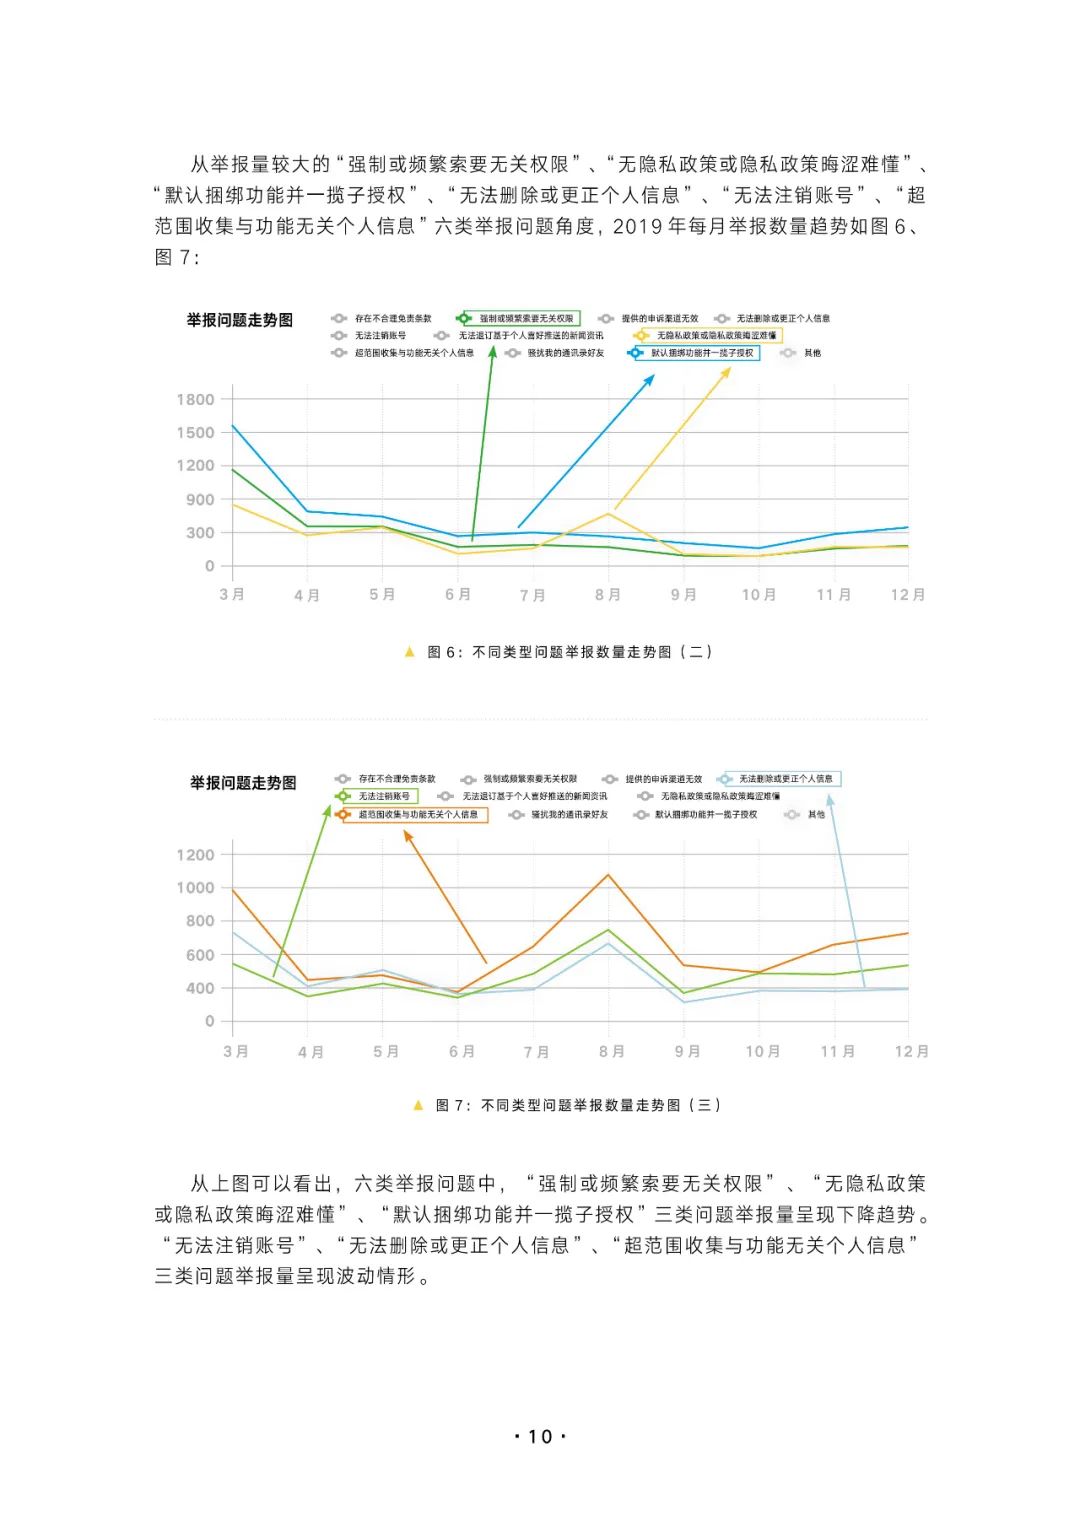 从举报量较大的“强制或频繁索要无关权限”、“无隐私政策或隐私政策晦涩难懂”、
“默认捆绑功能并一揽子授权”、“无法删除或更正个人信息”、“无法注销账号”、“超
范围收集与功能无关个人信息”六类举报问题角度，2019年每月举报数量趋势如图6、
图7：
举报问题走势图
存在不合理免责条款 强制或频繁索要无关权限 提供的申诉渠道无效 无法删除或更正个人信息
无法注销账号 无法退订基于个人喜好推送的新闻资讯 无隐私政策或隐私政策晦涩难懂
超范围收集与功能无关个人信息 骚扰我的通讯录好友 默认捆绑功能并一揽子授权 其他
1800
1500
1200
900
300
0
3月 4月 5月 6月 7月 8月 9月 10月 11月 12月
图6：不同类型问题举报数量走势图（二）
举报问题走势图
存在不合理免责条款 强制或频繁索要无关权限 提供的申诉渠道无效 无法删除或更正个人信息
无法注销账号 无法退订基于个人喜好推送的新闻资讯 无隐私政策或隐私政策晦涩难懂
超范围收集与功能无关个人信息 骚扰我的通讯录好友 默认捆绑功能并一揽子授权 其他
1200
1000
800
600
400
0
3月 4月 5月 6月 7月 8月 9月 10月 11月 12月
图7：不同类型问题举报数量走势图（三）
从上图可以看出，六类举报问题中，“强制或频繁索要无关权限”、“无隐私政策
或隐私政策晦涩难懂”、“默认捆绑功能并一揽子授权”三类问题举报量呈现下降趋势。
“无法注销账号”、“无法删除或更正个人信息”、“超范围收集与功能无关个人信息”
三类问题举报量呈现波动情形。
·10·